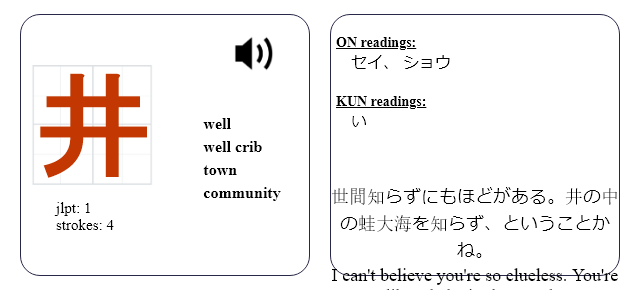 井
well
well crib
town
community
jlpt: 1
strokes: 4
ON readings:
セイ、 ショウ
KUN readings:
い
世間知らずにもほどがある。井の中
の蛙大海を知らず、ということか
ね。
I can't believe you're so clueless. You're